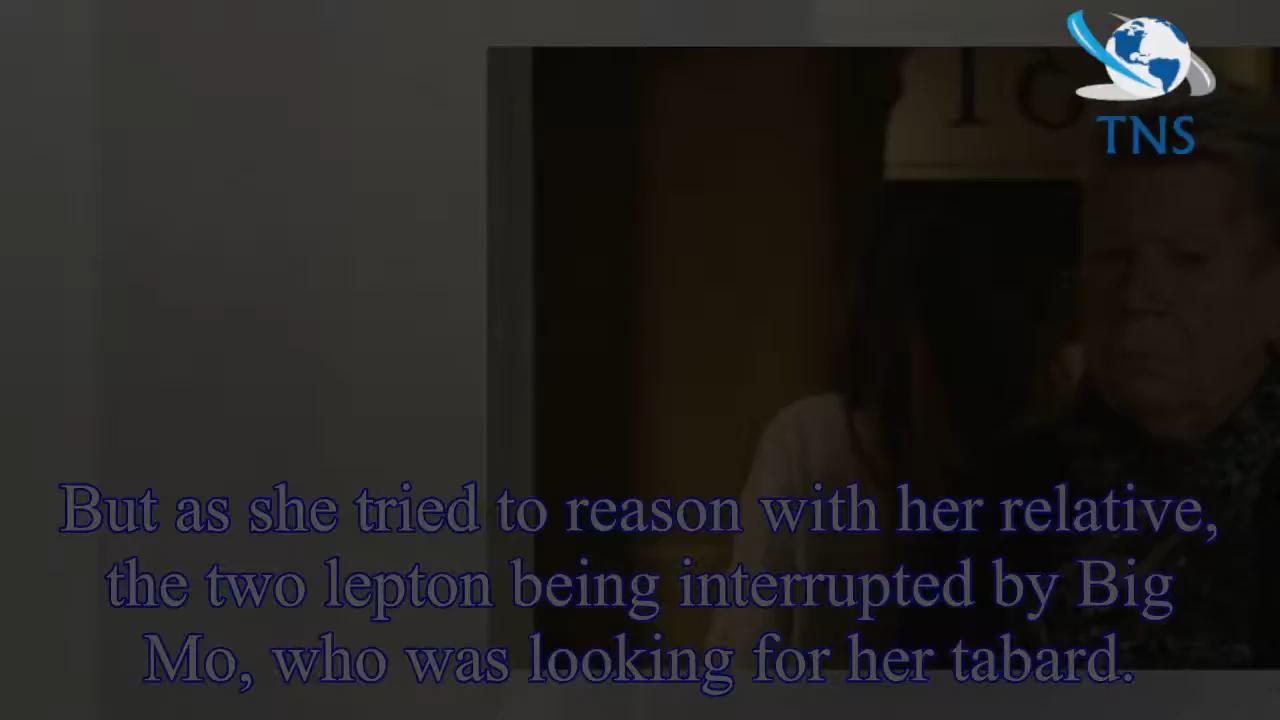 TNS
But as she tried to reason with her relative,
the two lepton being interrupted by Big
Mo, who was looking for her tabard.